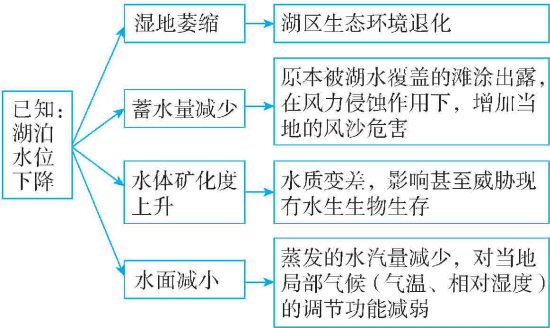 湿地萎缩
湖区生态环境退化
已知：
湖泊
水位
下降
蓄水量减少
原本被湖水覆盖的滩涂出露，
在风力侵蚀作用下，增加当
地的风沙危害
水体矿化度
上升
水质变差，影响甚至威胁现
有水生生物生存
水面减小
蒸发的水汽量减少，对当地
局部气候（气温、相对湿度）
的调节功能减弱